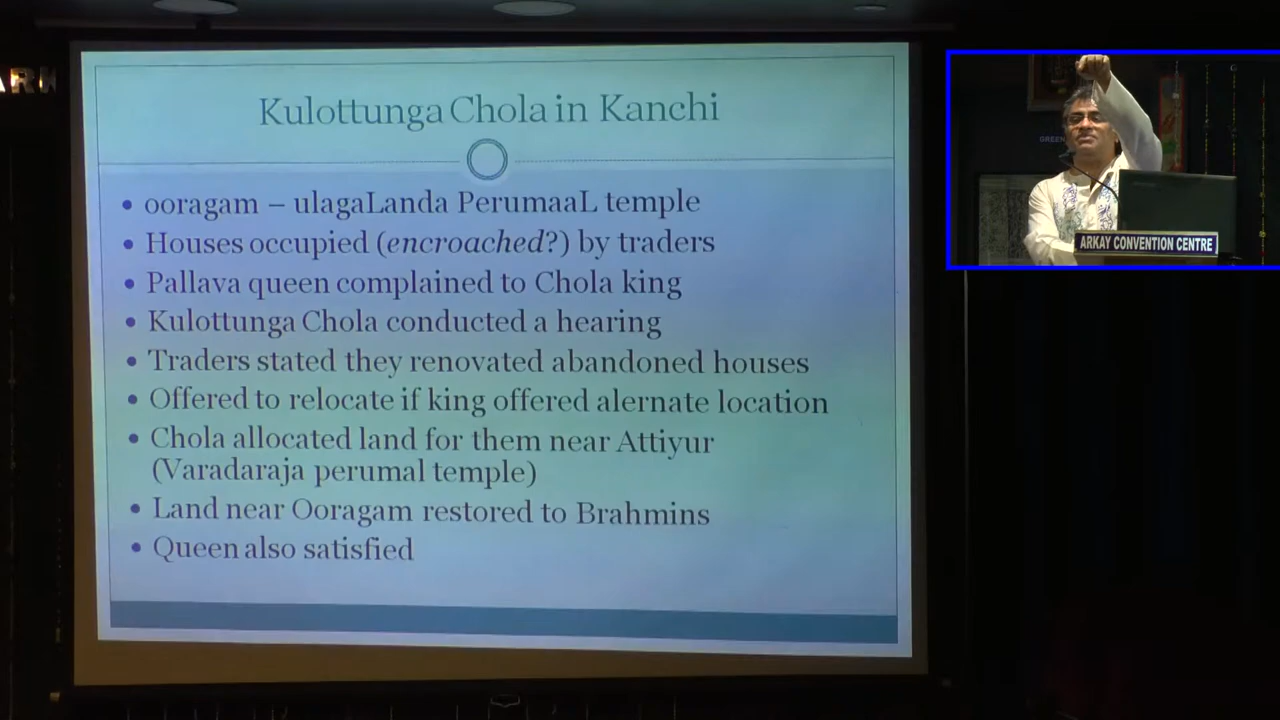 Kulottunga Chola in Kanchi
• ooragam – ulagaLanda PerumaaL temple
• Houses occupied (encroached?) by traders
• Pallava queen complained to Chola king
• Kulottunga Chola conducted a hearing
• Traders stated they renovated abandoned houses
• Offered to relocate if king offered alernate location
• Chola allocated land for them near Attiyur
(Varadaraja perumal temple)
• Land near Ooragam restored to Brahmins
• Queen also satisfied
GREEN
ARKAY CONVENTION CENTRE